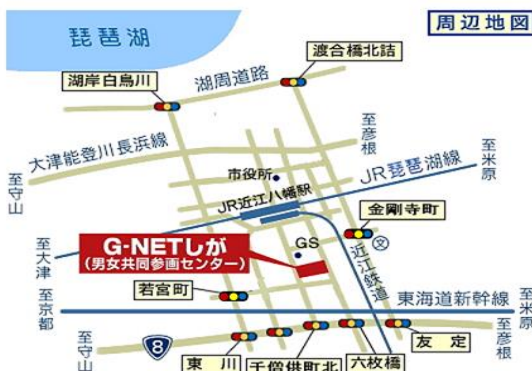 周辺地図
琵琶湖
渡合橋北詰
湖岸白鳥川
湖周道路
大津能登川長浜線
至彦根
至米原
至守山
市役所
JR琵琶湖線
JR近江八幡駅
金剛寺町
文
G-NETしが
(男女共同参画センター)
GS
近江鉄道
至大津
若宮町
至京都
東海道新幹線
至米原
至彦根
至守山
8
東川
千僧供町北
六枚橋
友定